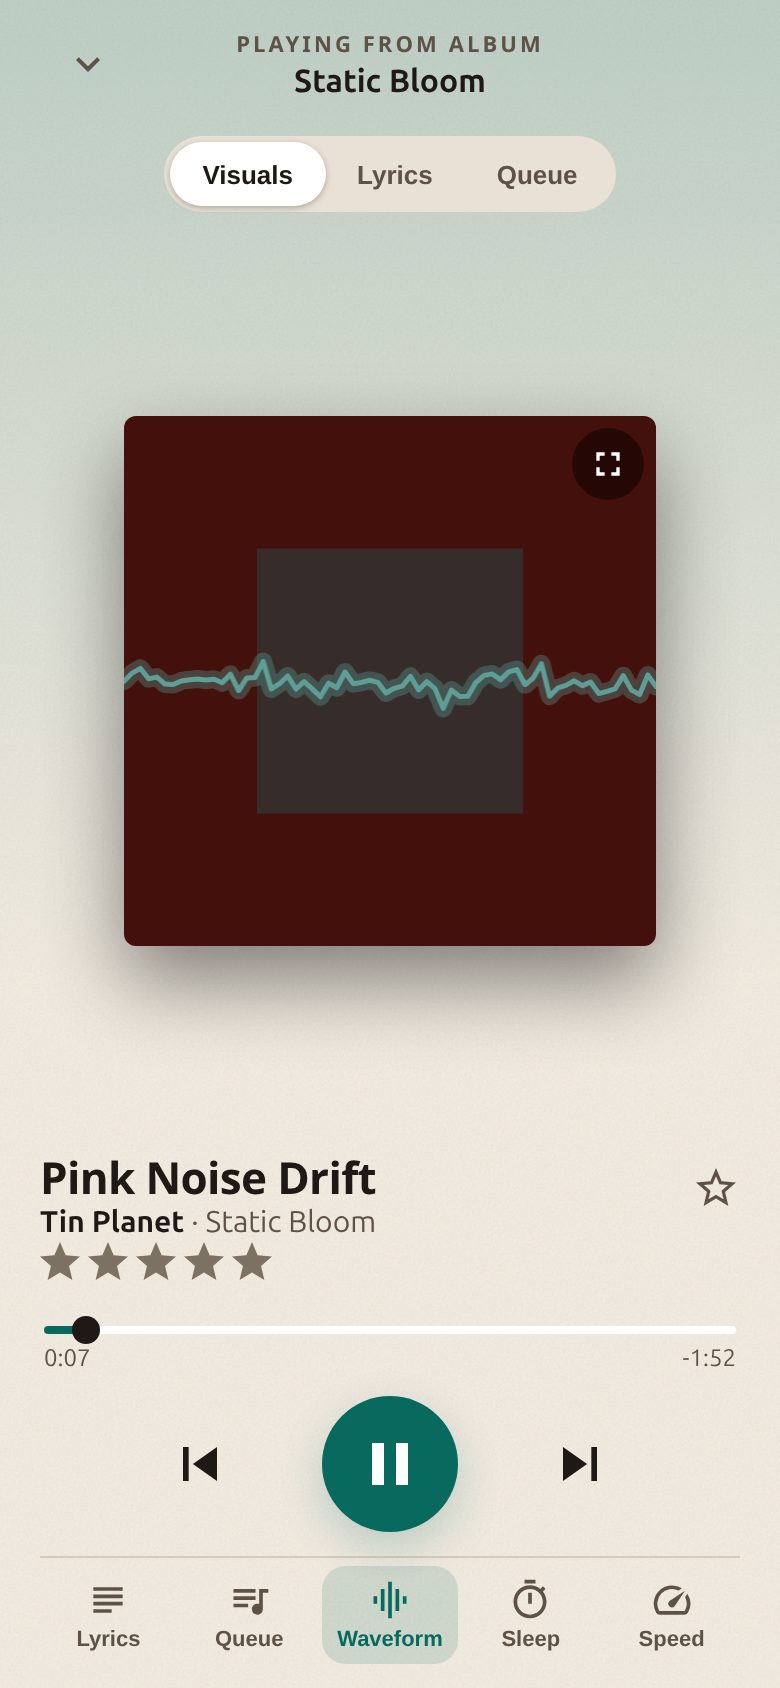 PLAYING FROM ALBUM
Static Bloom
Visuals Lyrics Queue
Pink Noise Drift
Tin Planet · Static Bloom
0:07 -1:52
Lyrics Queue Waveform Sleep Speed